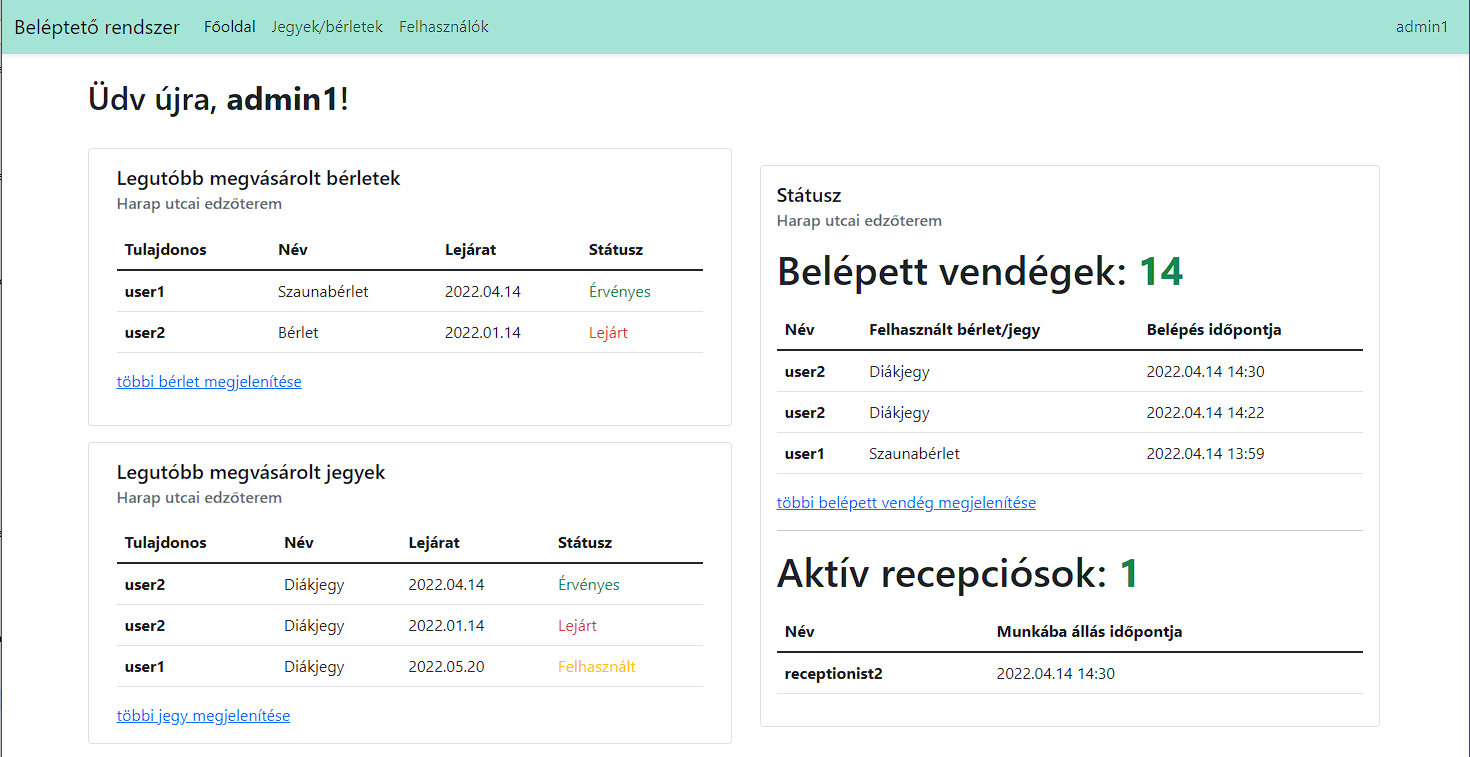 Beléptető rendszer Főoldal Jegyek/bérletek Felhasználók admin1
Üdv újra, admin1!
Legutóbb megvásárolt bérletek
Harap utcai edzőterem
Tulajdonos Név Lejárat Státusz
user1 Szaunabérlet 2022.04.14 Érvényes
user2 Bérlet 2022.01.14 Lejárt
többi bérlet megjelenítése
Legutóbb megvásárolt jegyek
Harap utcai edzőterem
Tulajdonos Név Lejárat Státusz
user2 Diákjegy 2022.04.14 Érvényes
user2 Diákjegy 2022.01.14 Lejárt
user1 Diákjegy 2022.05.20 Felhasznált
többi jegy megjelenítése
Státusz
Harap utcai edzőterem
Belépett vendégek: 14
Név Felhasznált bérlet/jegy Belépés időpontja
user2 Diákjegy 2022.04.14 14:30
user2 Diákjegy 2022.04.14 14:22
user1 Szaunabérlet 2022.04.14 13:59
többi belépett vendég megjelenítése
Aktív recepciósok: 1
Név Munkába állás időpontja
receptionist2 2022.04.14 14:30